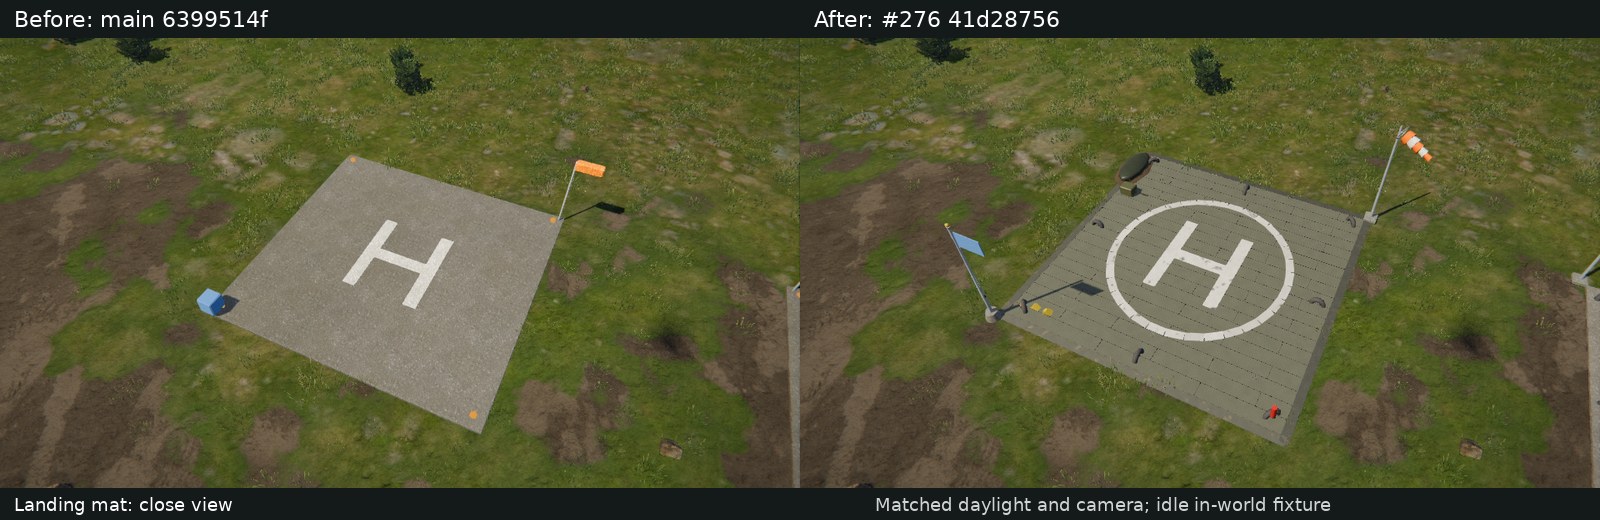 Before: main 6399514f
After: #276 41d28756
H
H
Landing mat: close view
Matched daylight and camera; idle in-world fixture